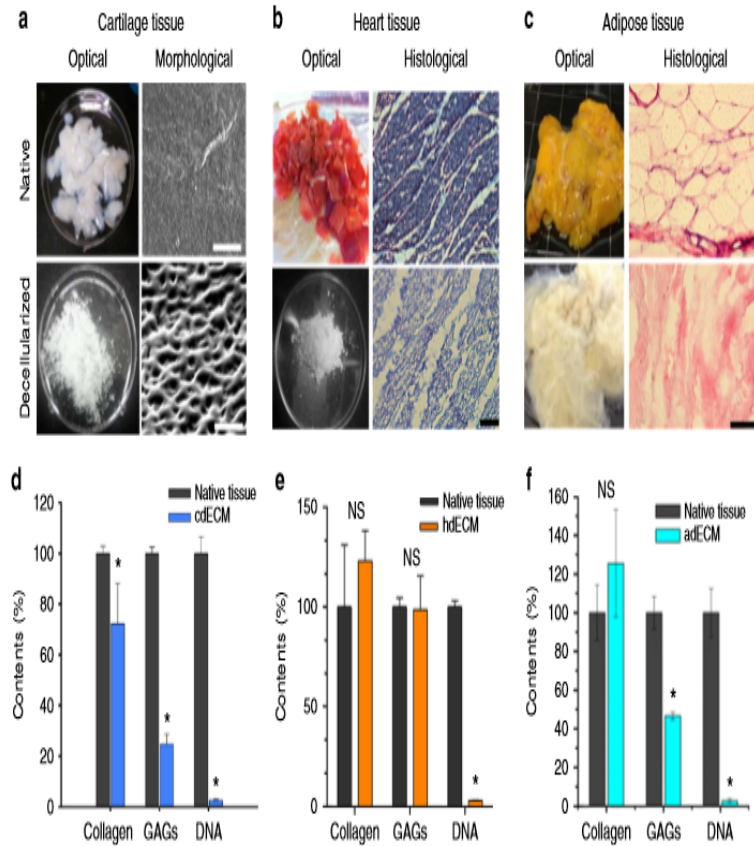 a Cartilage tissue
Optical Morphological
b Heart tissue
Optical Histological
c Adipose tissue
Optical Histological
Native
Decellularized
d
Contents (%)
120
100
80
60
40
20
0
Native tissue
cdECM
*
*
*
Collagen GAGs DNA
e
Contents (%)
150
100
50
0
Native tissue
hdECM
NS
NS
*
Collagen GAGs DNA
f
Contents (%)
160
140
120
100
80
60
40
20
0
Native tissue
adECM
NS
*
*
Collagen GAGs DNA